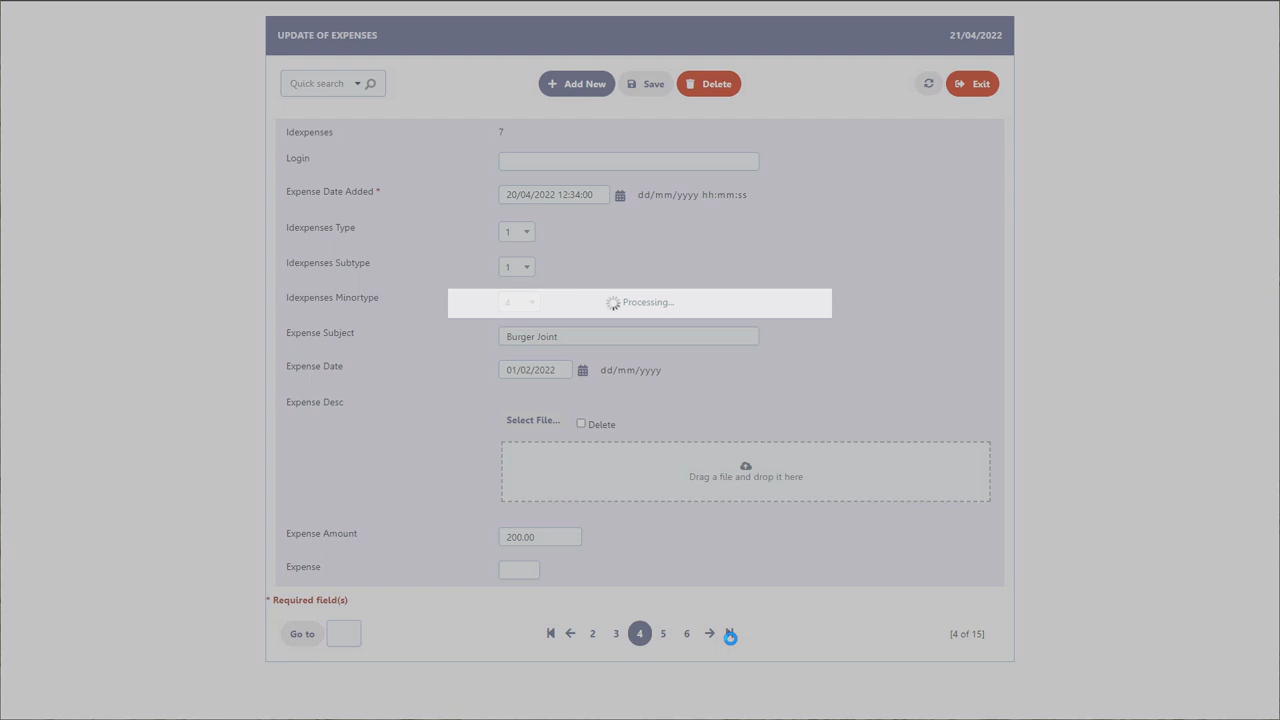 UPDATE OF EXPENSES 21/04/2022
Quick search Add New Save Delete Exit
Idexpenses 7
Login
Expense Date Added * 20/04/2022 12:34:00 dd/mm/yyyy hh:mm:ss
Idexpenses Type 1
Idexpenses Subtype 1
Idexpenses Minortype 4 Processing...
Expense Subject Burger Joint
Expense Date 01/02/2022 dd/mm/yyyy
Expense Desc
Select File... Delete
Drag a file and drop it here
Expense Amount 200.00
Expense
* Required field(s)
Go to 2 3 4 5 6 [4 of 15]